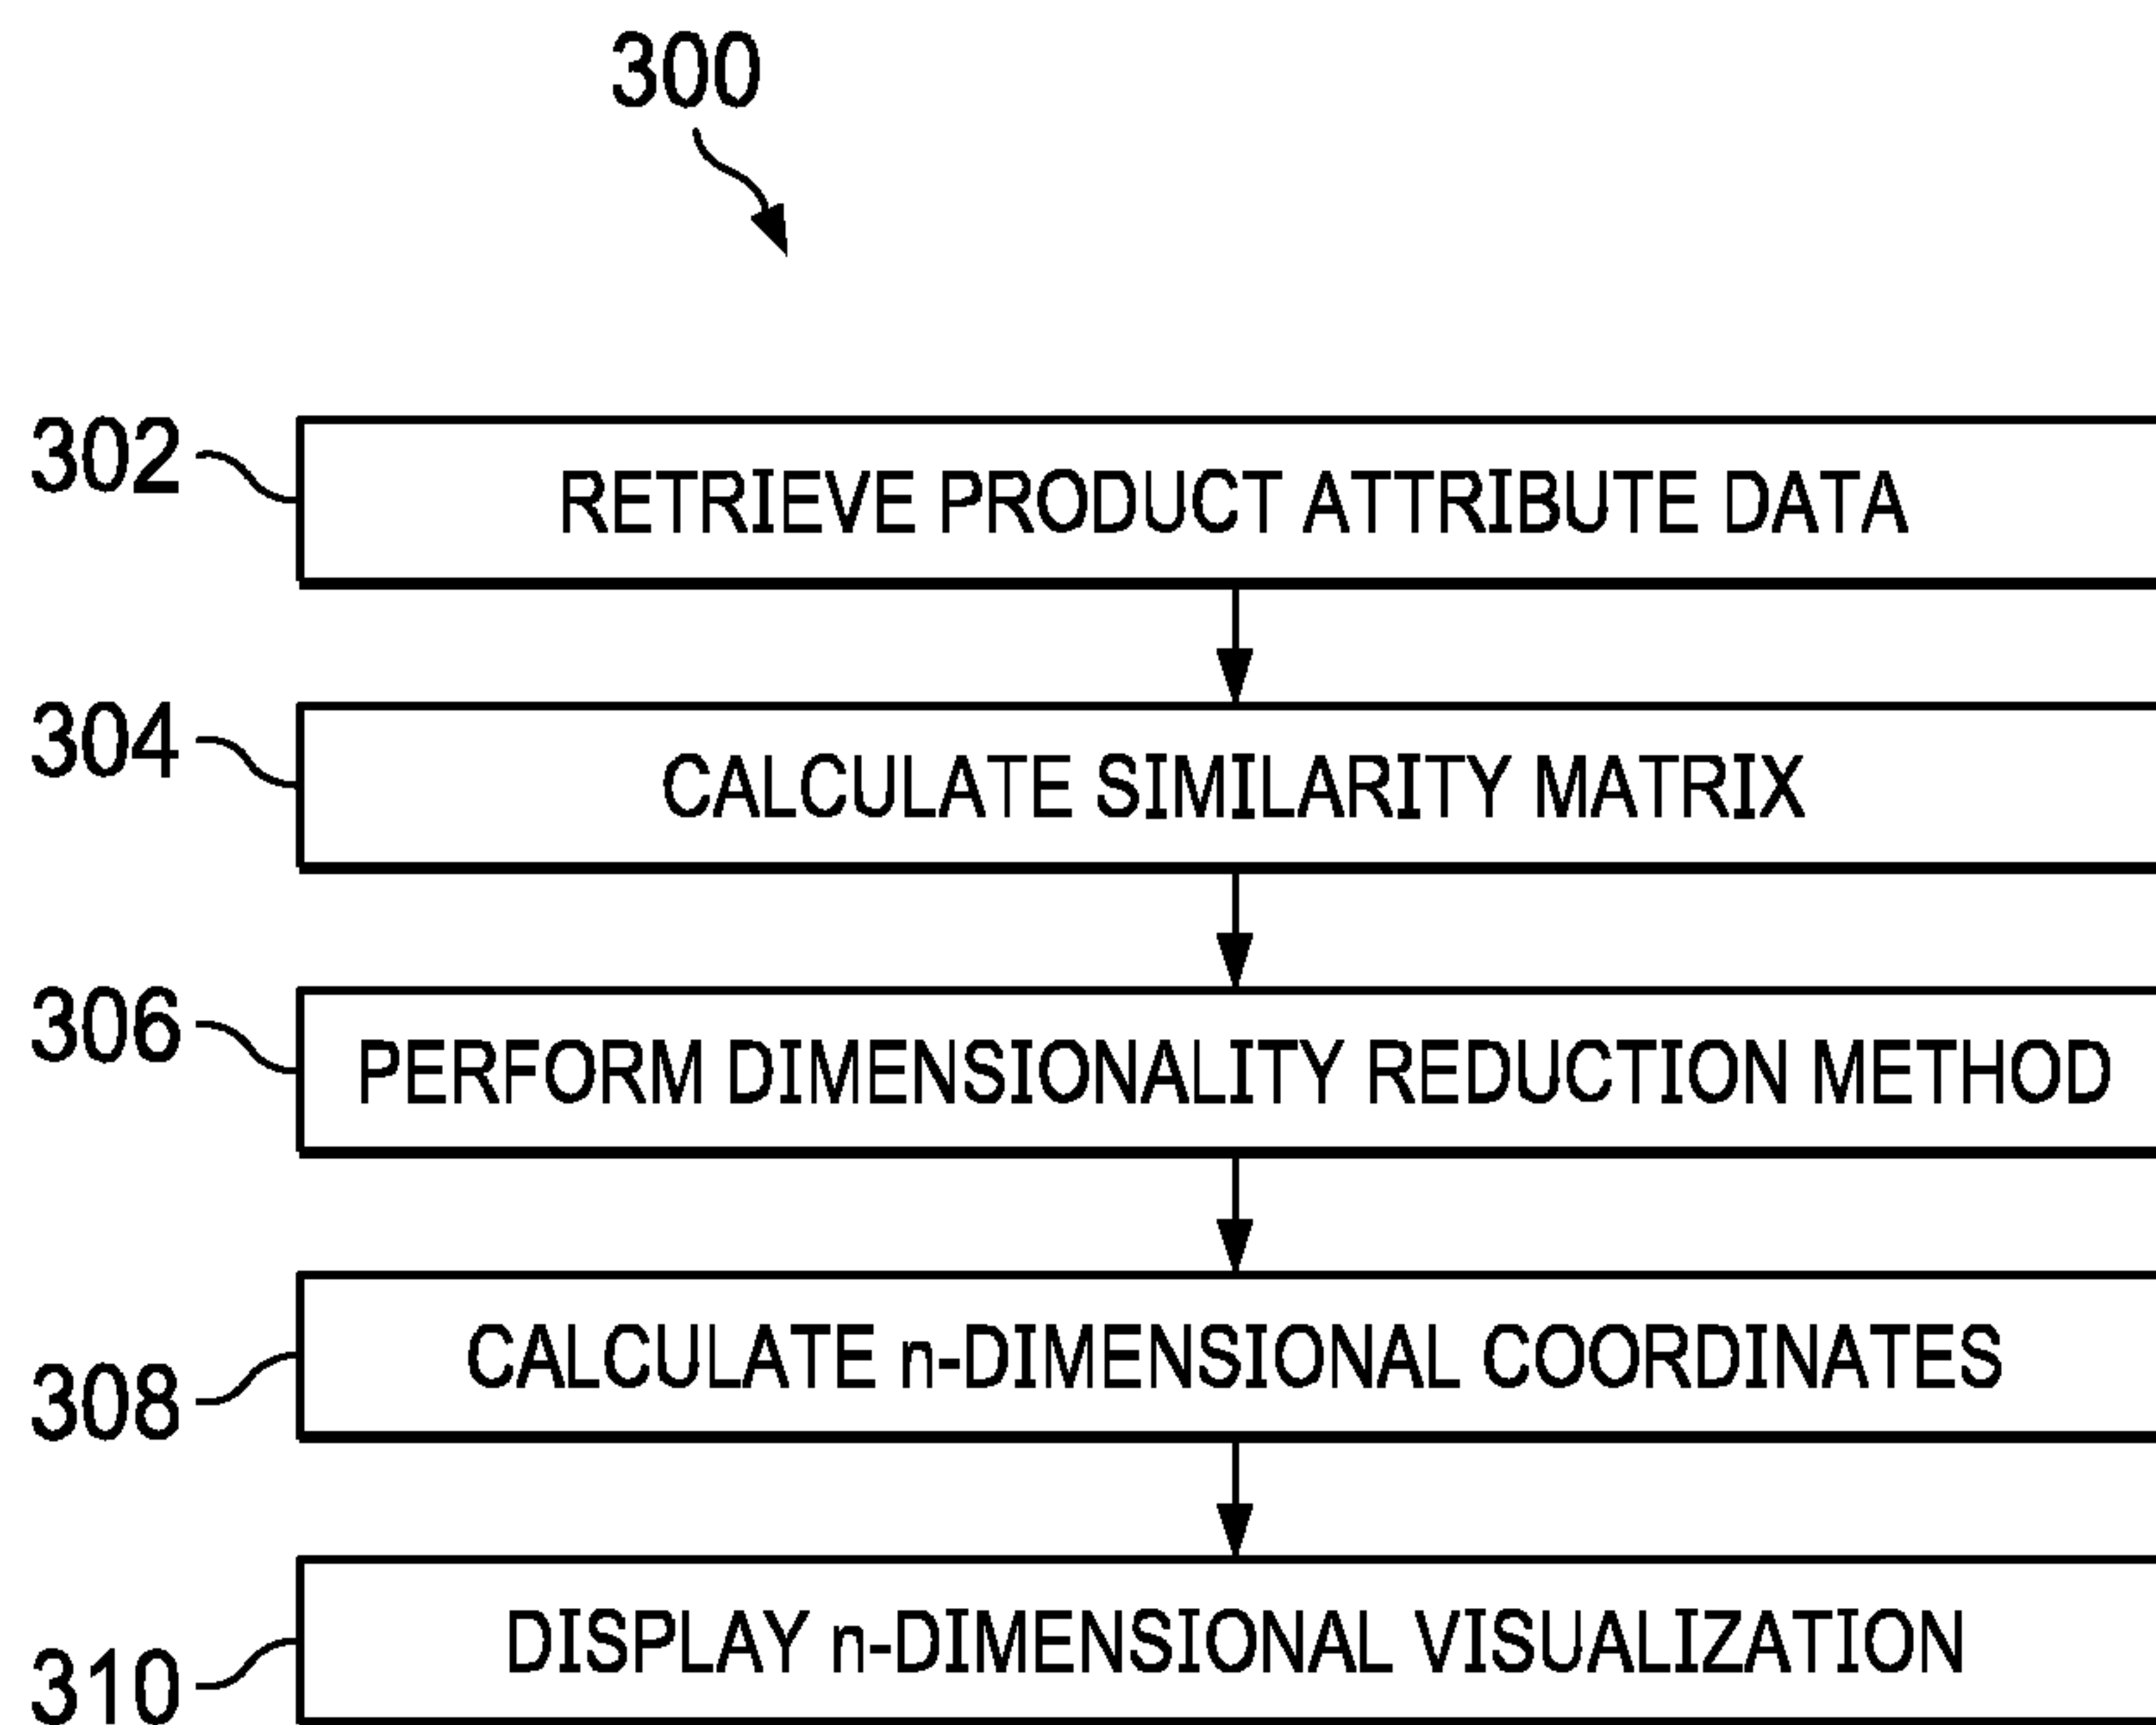 300
302
RETRIEVE PRODUCT ATTRIBUTE DATA
304
CALCULATE SIMILARITY MATRIX
306
PERFORM DIMENSIONALITY REDUCTION METHOD
308
CALCULATE n-DIMENSIONAL COORDINATES
310
DISPLAY n-DIMENSIONAL VISUALIZATION